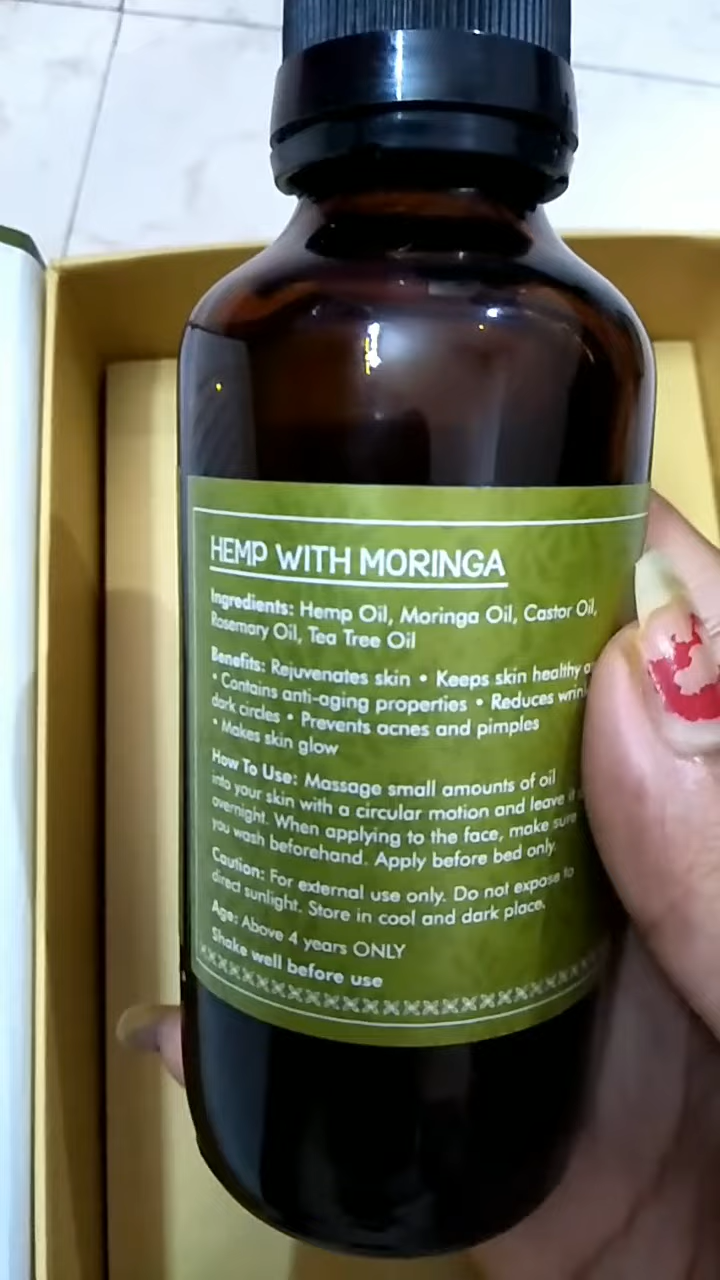 HEMP WITH MORINGA
Ingredients: Hemp Oil, Moringa Oil, Castor Oil,
Rosemary Oil, Tea Tree Oil
Benefits: Rejuvenates skin • Keeps skin healthy
• Contains anti-aging properties • Reduces
dark circles • Prevents acnes and pimples
• Makes skin glow
How To Use: Massage small amounts of oil
into your skin with a circular motion and leave it
overnight. When applying to the face, make sure
you wash beforehand. Apply before bed only.
Caution: For external use only. Do not expose to
direct sunlight. Store in cool and dark place.
Age: Above 4 years ONLY
Shake well before use